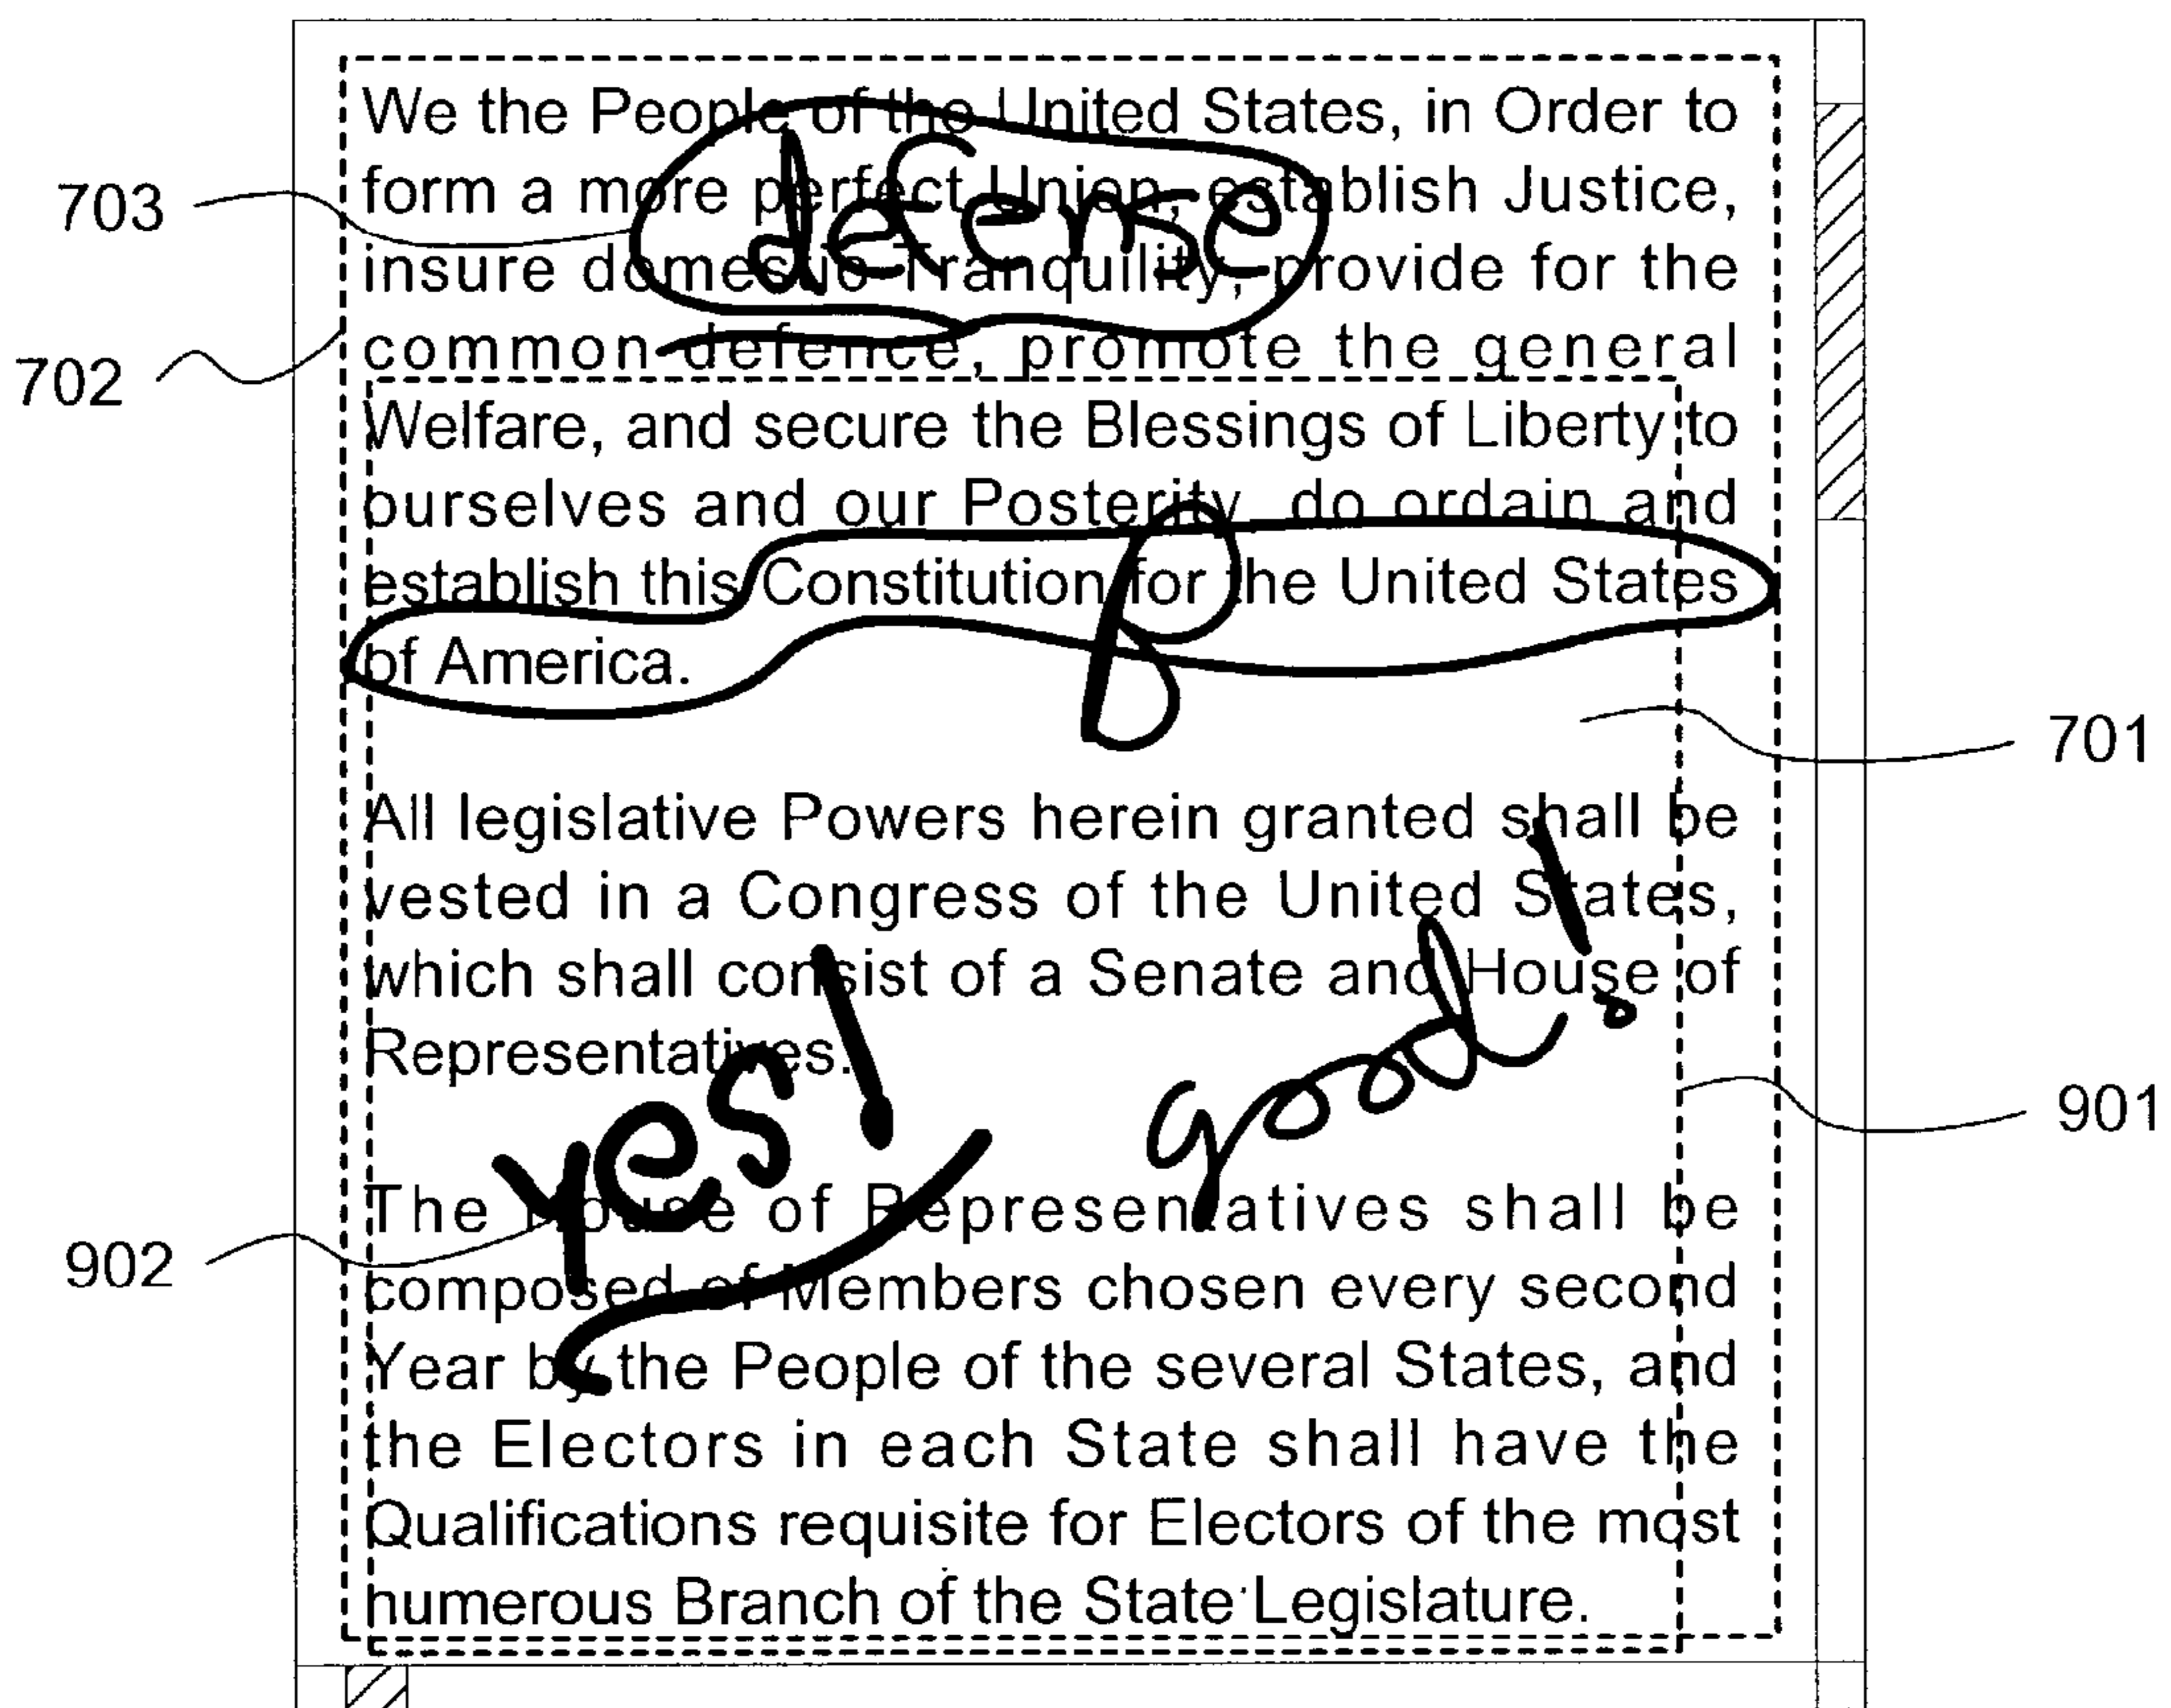 We the People of the United States, in Order to
defense
703
form a more perfect Union, establish Justice,
insure domestic Tranquility, provide for the
702
common defence, promote the general
Welfare, and secure the Blessings of Liberty to
ourselves and our Posterity, do ordain and
establish this Constitution for the United States
of America.
701
All legislative Powers herein granted shall be
vested in a Congress of the United States,
which shall consist of a Senate and House of
Representatives.
good!
yes!
901
The House of Representatives shall be
902
composed of Members chosen every second
Year by the People of the several States, and
the Electors in each State shall have the
Qualifications requisite for Electors of the most
numerous Branch of the State Legislature.